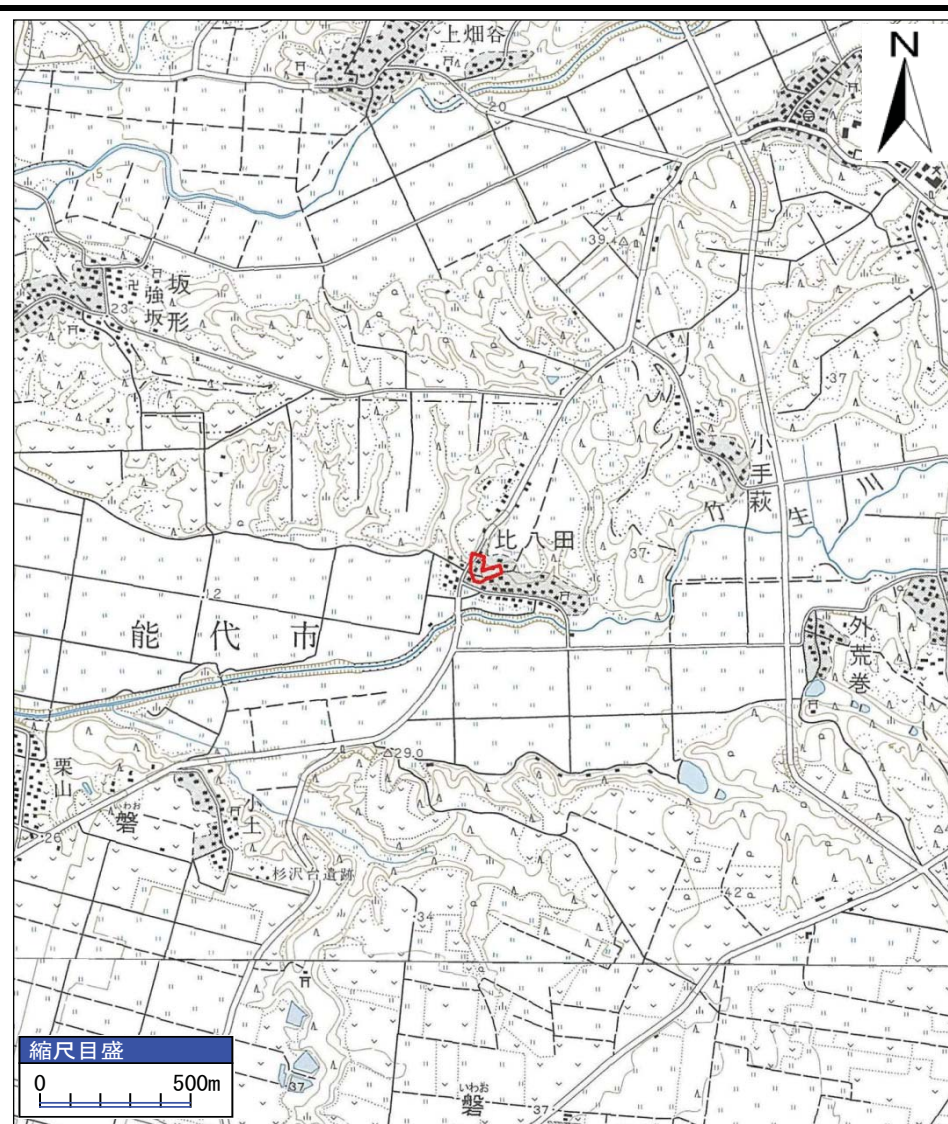 上畑谷
N
20
15
39.4
坂形
強坂
23
37
小手萩
竹生川
比八田
37
12
能代市
外荒巻
29.0
栗山
磐
いわお
小土
26
杉沢台遺跡
42
34
縮尺目盛
0 500m
37
磐
いわお
37